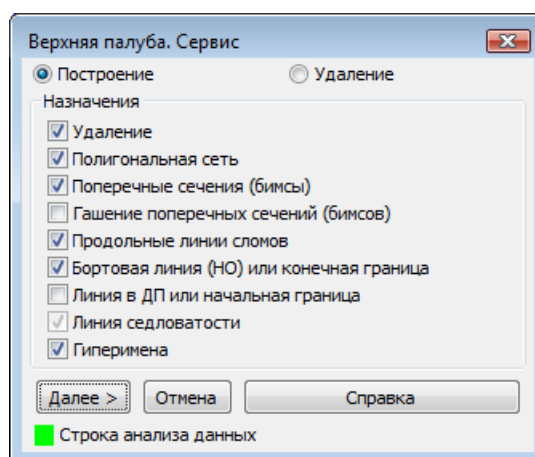 Верхняя палуба. Сервис
Построение Удаление
Назначения
Удаление
Полигональная сеть
Поперечные сечения (бимсы)
Гашение поперечных сечений (бимсов)
Продольные линии сломов
Бортовая линия (НО) или конечная граница
Линия в ДП или начальная граница
Линия седловатости
Гиперимена
Далее > Отмена Справка
Строка анализа данных